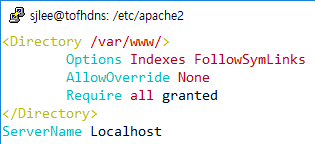 sjlee@tofhdns: /etc/apache2
<Directory /var/www/>
Options Indexes FollowSymLinks
AllowOverride None
Require all granted
</Directory>
ServerName Localhost